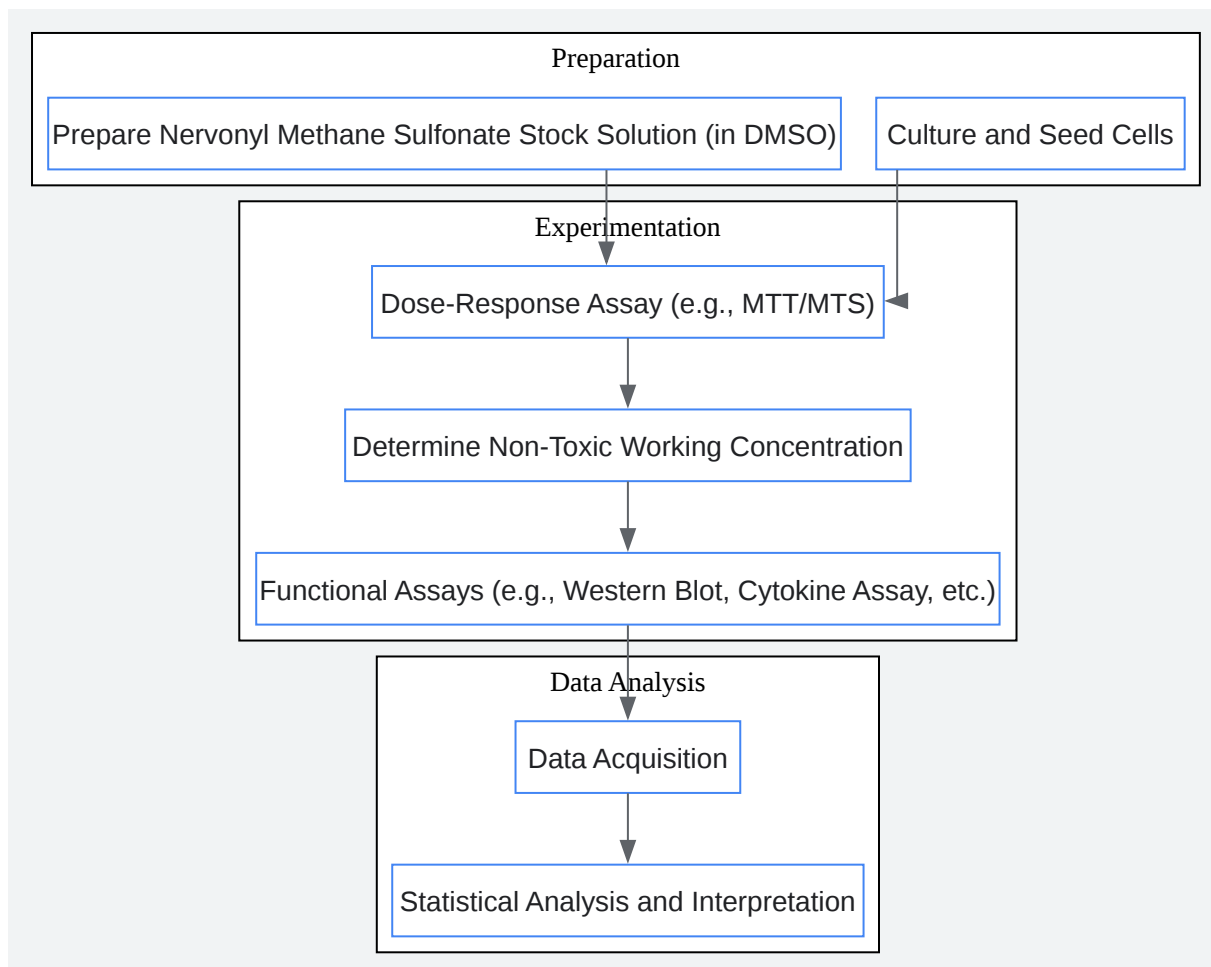 Preparation
Prepare Nervonyl Methane Sulfonate Stock Solution (in DMSO)
Culture and Seed Cells
Experimentation
Dose-Response Assay (e.g., MTT/MTS)
Determine Non-Toxic Working Concentration
Functional Assays (e.g., Western Blot, Cytokine Assay, etc.)
Data Analysis
Data Acquisition
Statistical Analysis and Interpretation